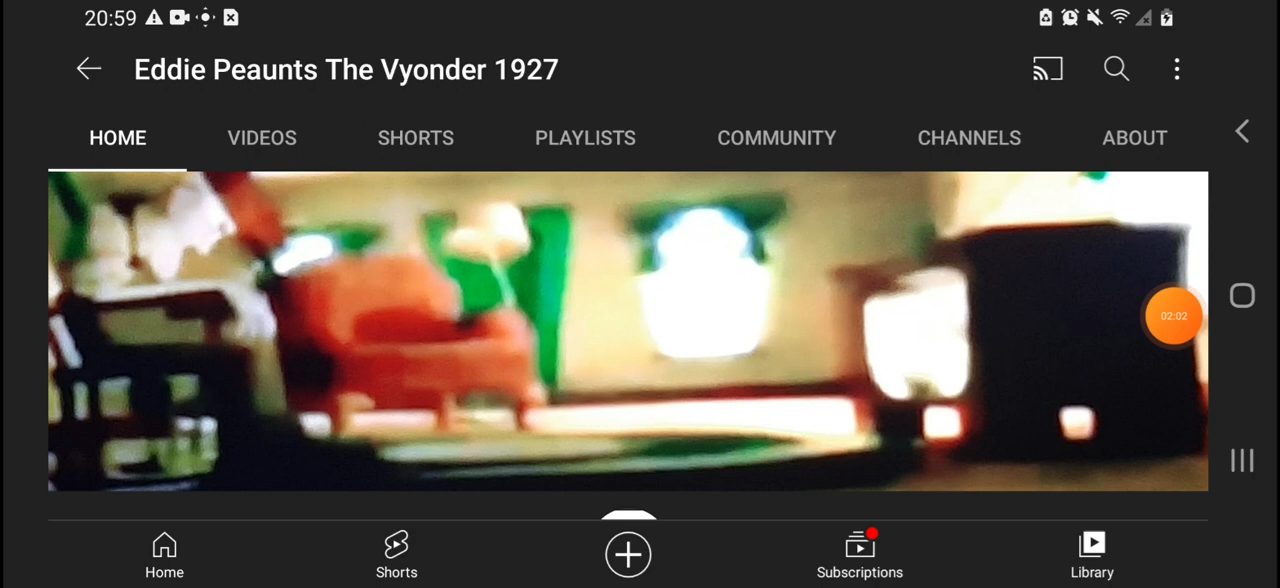 20:59
Eddie Peaunts The Vyonder 1927
HOME VIDEOS SHORTS PLAYLISTS COMMUNITY CHANNELS ABOUT
02:02
Home Shorts Subscriptions Library